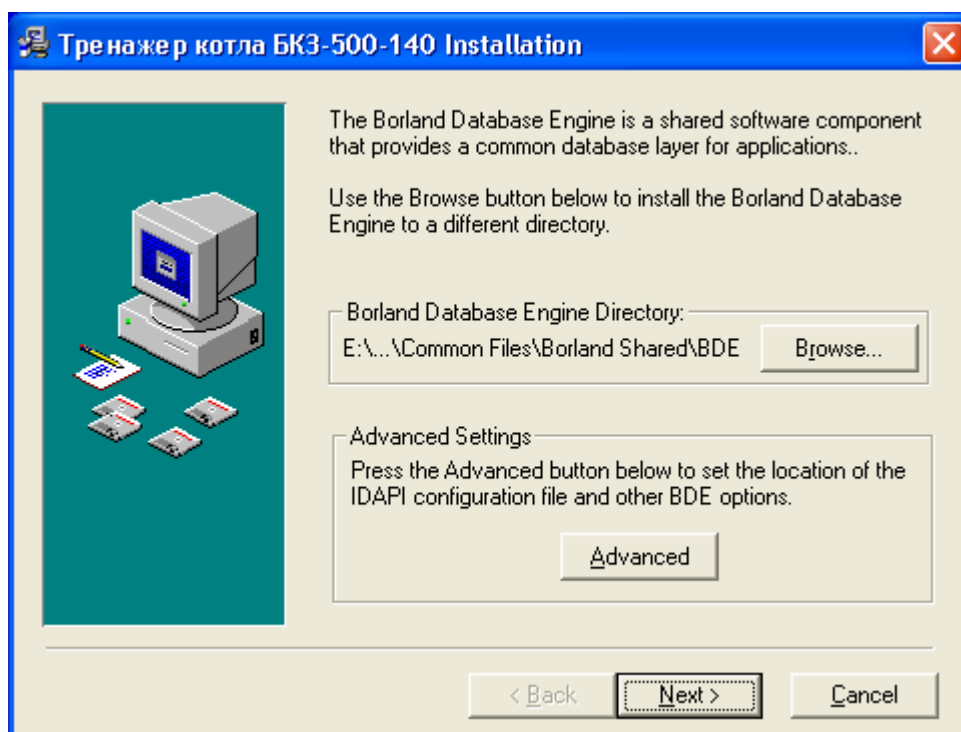 Тренажер котла БКЗ-500-140 Installation
The Borland Database Engine is a shared software component
that provides a common database layer for applications..
Use the Browse button below to install the Borland Database
Engine to a different directory.
Borland Database Engine Directory:
E:\...\Common Files\Borland Shared\BDE
Browse...
Advanced Settings
Press the Advanced button below to set the location of the
IDAPI configuration file and other BDE options.
Advanced
< Back
Next >
Cancel